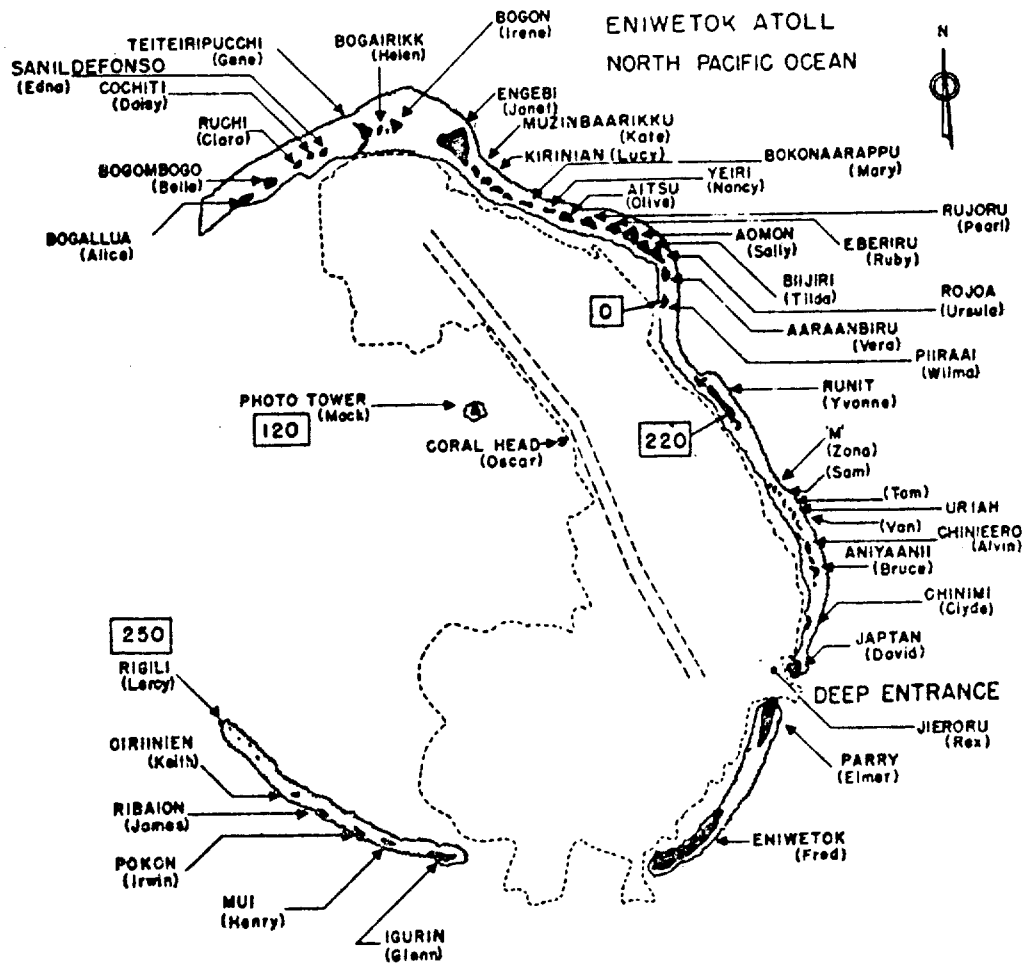 ENIWETOK ATOLL
NORTH PACIFIC OCEAN
N
BOGON
(Irene)
BOGAIRIKK
(Helen)
TEITEIRIPUCCHI
(Gene)
SANILDEFONSO
(Edna)
COCHITI
(Daisy)
RUCHI
(Clara)
BOGOMBOGO
(Belle)
BOGALLUA
(Alice)
ENGEBI
(Janet)
MUZINBAARIKKU
(Kate)
KIRINIAN (Lucy)
BOKONAARAPPU
(Mary)
YEIRI
(Nancy)
AITSU
(Olive)
RUJORU
(Pearl)
EBERIRU
(Ruby)
AOMON
(Sally)
BIIJIRI
(Tilda)
ROJOA
(Ursula)
AARAANBIRU
(Vera)
PIIRAAI
(Wilma)
0
RUNIT
(Yvonne)
220
PHOTO TOWER
(Mack)
120
CORAL HEAD
(Oscar)
'M'
(Zona)
(Sam)
(Tom)
URIAH
(Van)
CHINIEERO
(Alvin)
ANIYAANII
(Bruce)
CHINIMI
(Clyde)
JAPTAN
(David)
DEEP ENTRANCE
JIERORU
(Rex)
PARRY
(Elmer)
ENIWETOK
(Fred)
250
RIGILI
(Leroy)
GIRIINIEN
(Keith)
RIBAION
(James)
POKON
(Irwin)
MUI
(Henry)
IGURIN
(Glenn)